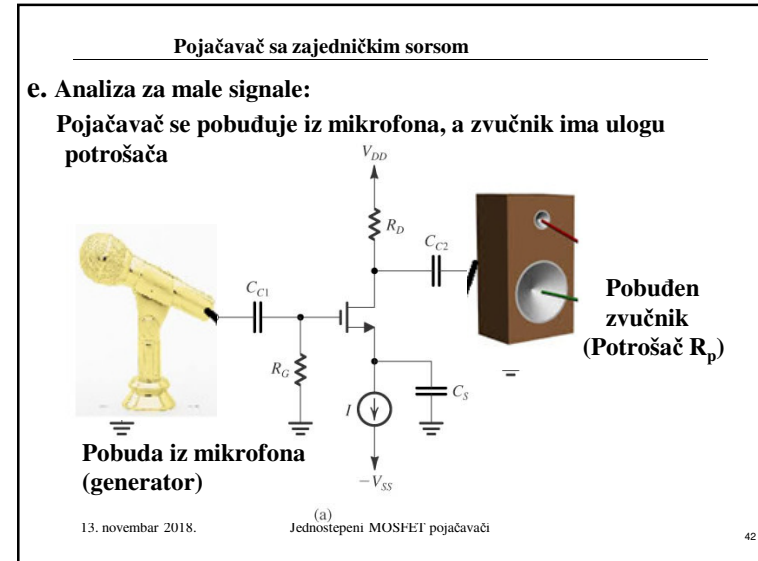 Pojačavač sa zajedničkim sorsom
e. Analiza za male signale:
Pojačavač se pobuđuje iz mikrofona, a zvučnik ima ulogu
potrošača
V_DD
R_D
C_C2
C_C1
Pobuđen
zvučnik
(Potrošač R_p)
R_G
C_S
I
Pobuda iz mikrofona
(generator)
−V_SS
(a)
13. novembar 2018.
Jednostepeni MOSFET pojačavači
42